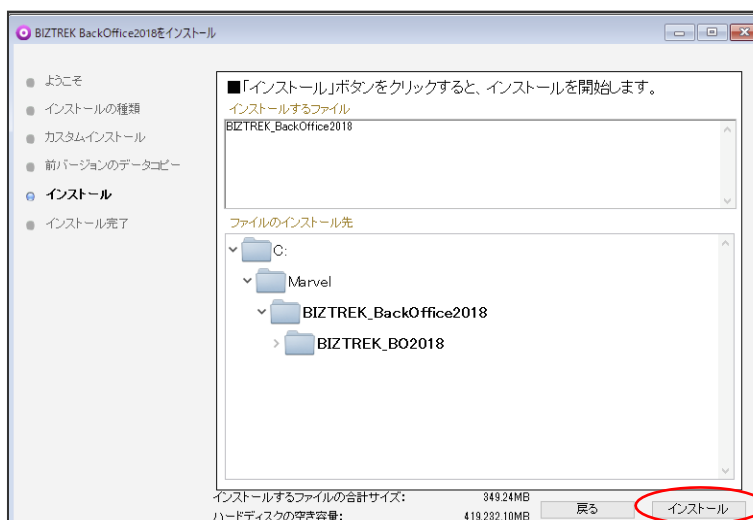 BIZTREK BackOffice2018をインストール
ようこそ
インストールの種類
カスタムインストール
前バージョンのデータコピー
インストール
インストール完了
■「インストール」ボタンをクリックすると、インストールを開始します。
インストールするファイル
BIZTREK_BackOffice2018
ファイルのインストール先
C:
Marvel
BIZTREK_BackOffice2018
BIZTREK_BO2018
インストールするファイルの合計サイズ: 349.24MB
ハードディスクの空き容量: 419,232.10MB
戻る
インストール